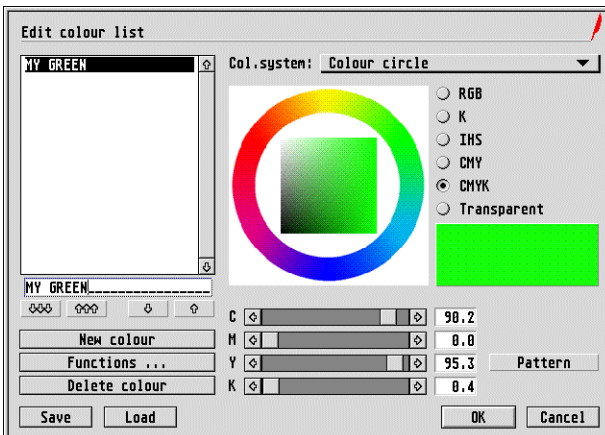 Edit colour list
MY GREEN
Col.system: Colour circle
RGB
K
IHS
CMY
CMYK
Transparent
MY GREEN_________________
C 90.2
M 0.0
Y 95.3
K 0.4
New colour
Functions ...
Delete colour
Pattern
Save
Load
OK
Cancel